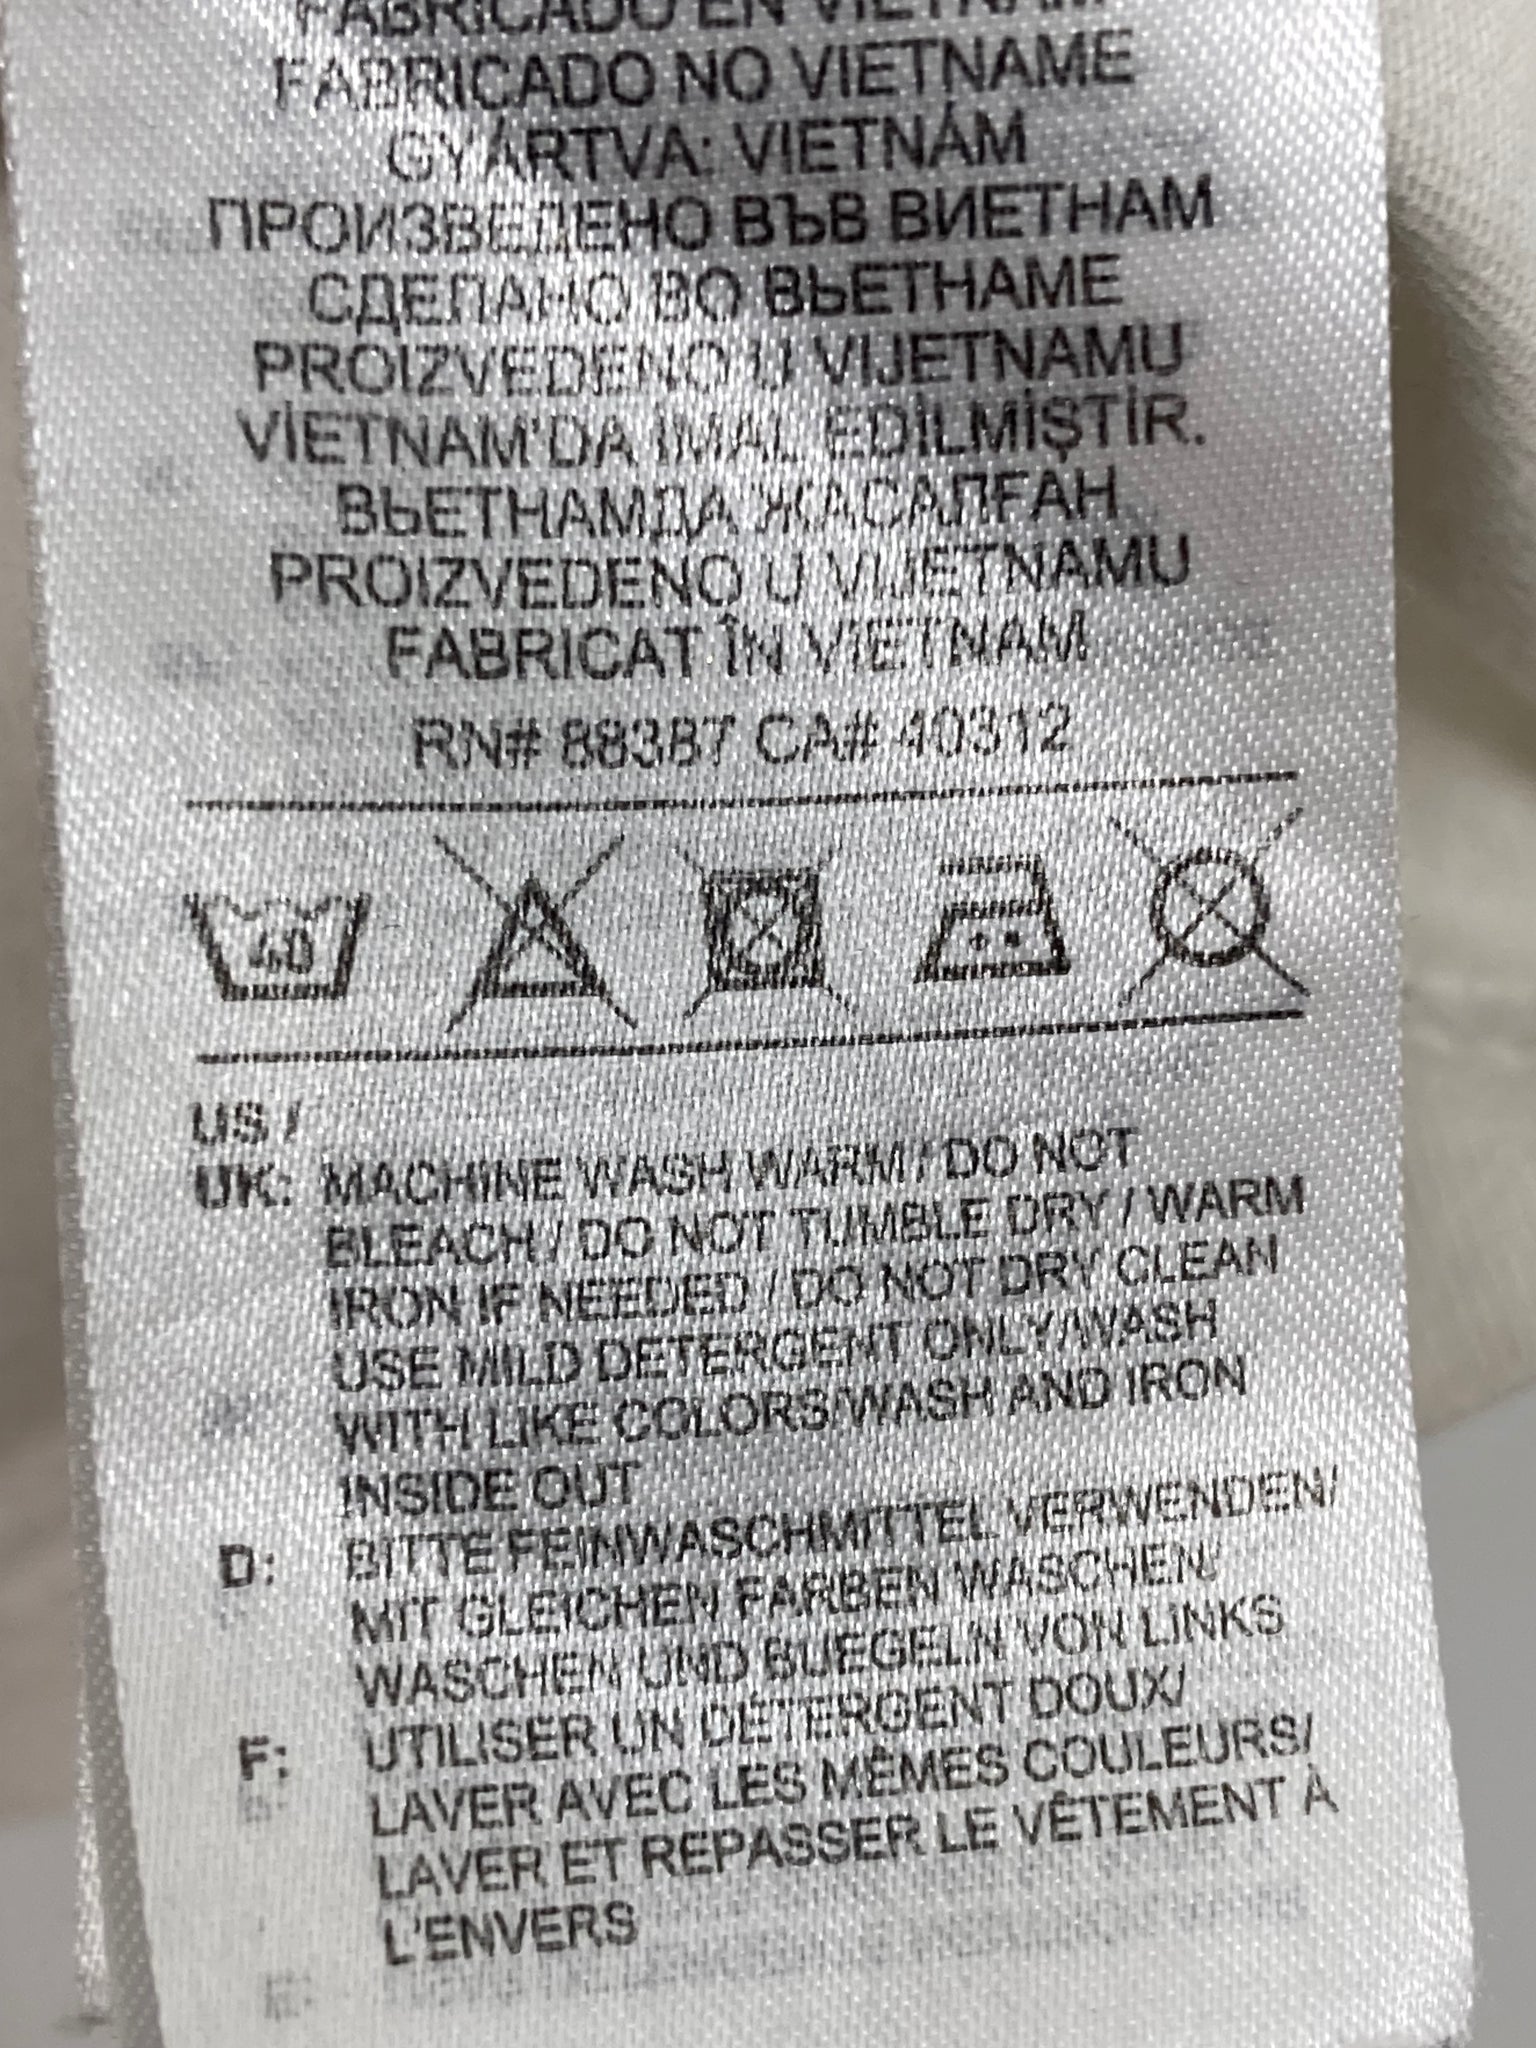 FABRICADO EN VIETNAM
FABRICADO NO VIETNAME
GYÁRTVA: VIETNÁM
ПРОИЗВЕДЕНО ВЪВ ВИЕТНАМ
СДЕЛАНО ВО ВЬЕТНАМЕ
PROIZVEDENO U VIJETNAMU
VİETNAM'DA İMAL EDİLMİŞTİR.
ВЬЕТНАМДА ЖАСАЛҒАН
PROIZVEDENO U VIJETNAMU
FABRICAT ÎN VIETNAM
RN# 88387 CA# 40312
40
US /
UK: MACHINE WASH WARM / DO NOT
BLEACH / DO NOT TUMBLE DRY / WARM
IRON IF NEEDED / DO NOT DRY CLEAN
USE MILD DETERGENT ONLY/WASH
WITH LIKE COLORS/WASH AND IRON
INSIDE OUT
D: BITTE FEINWASCHMITTEL VERWENDEN/
MIT GLEICHEN FARBEN WASCHEN/
WASCHEN UND BUEGELN VON LINKS
F: UTILISER UN DÉTERGENT DOUX/
LAVER AVEC LES MÊMES COULEURS/
LAVER ET REPASSER LE VÊTEMENT À
L'ENVERS